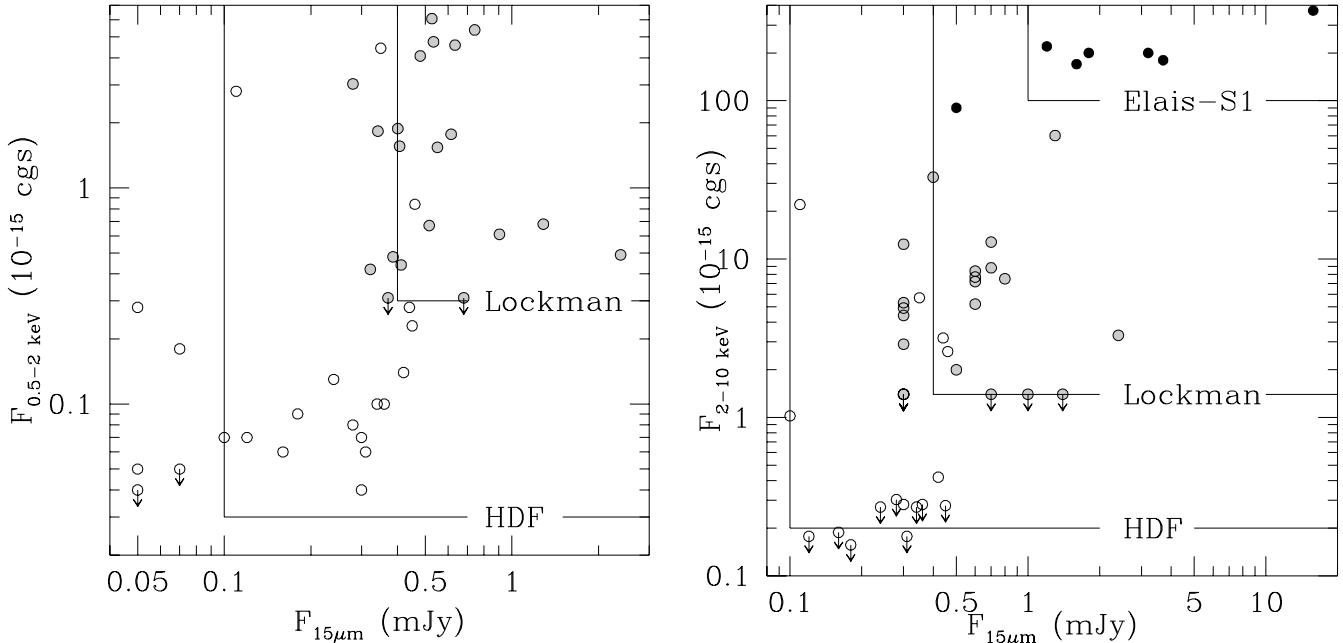 F0.5−2 keV (10−15 cgs)
1
0.1
Lockman
HDF
0.05 0.1 0.5 1
F15μm (mJy)
F2−10 keV (10−15 cgs)
100
10
1
0.1
Elais−S1
Lockman
HDF
0.1 0.5 1 5 10
F15μm (mJy)